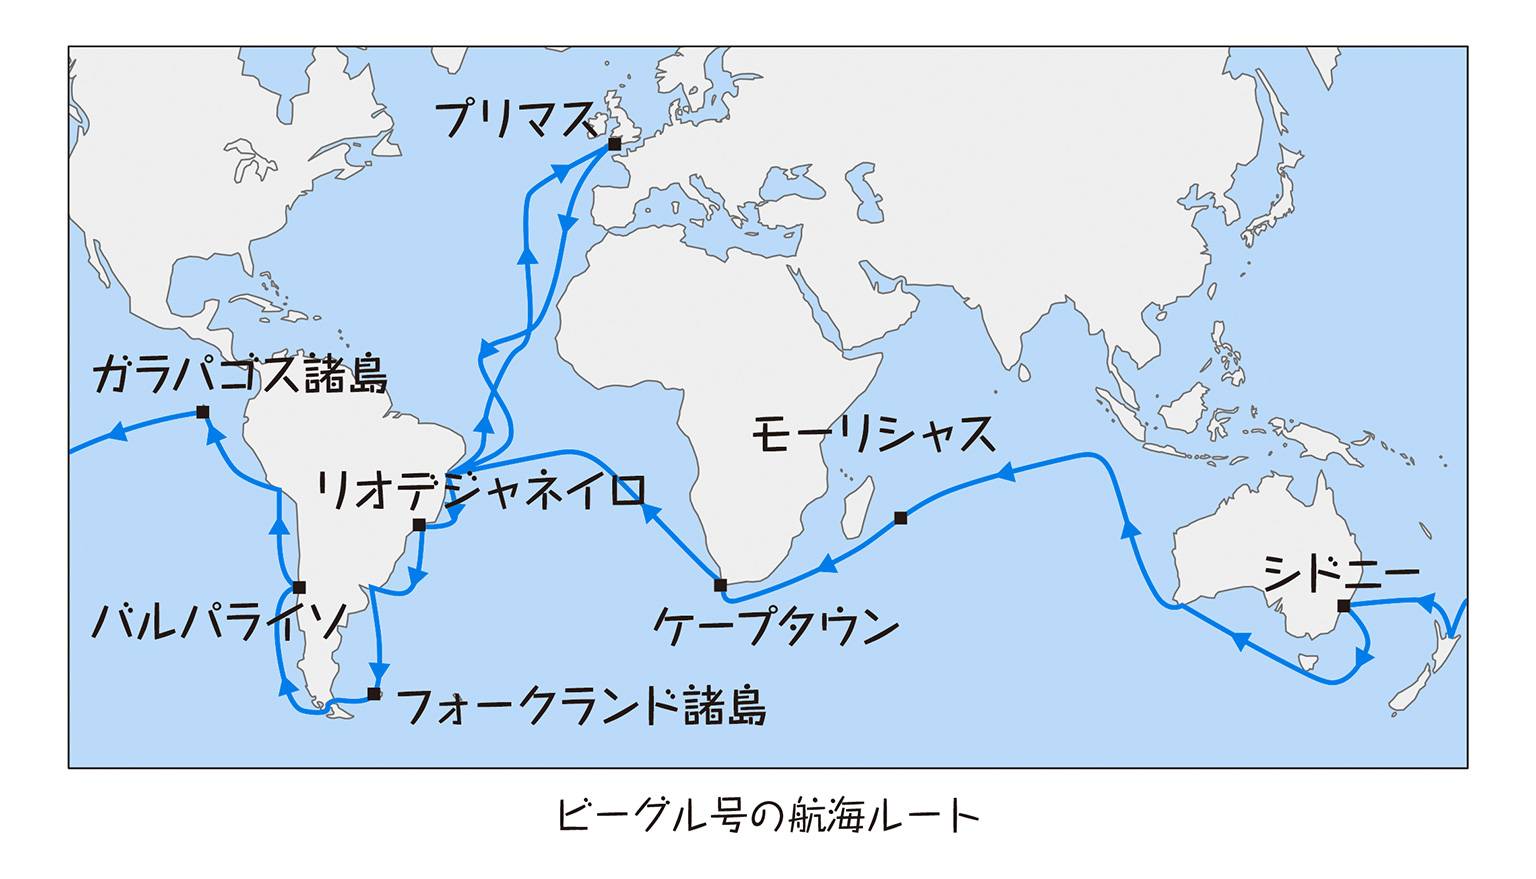 プリマス
ガラパゴス諸島
モーリシャス
リオデジャネイロ
シドニー
バルパライソ
ケープタウン
フォークランド諸島
ビーグル号の航海ルート